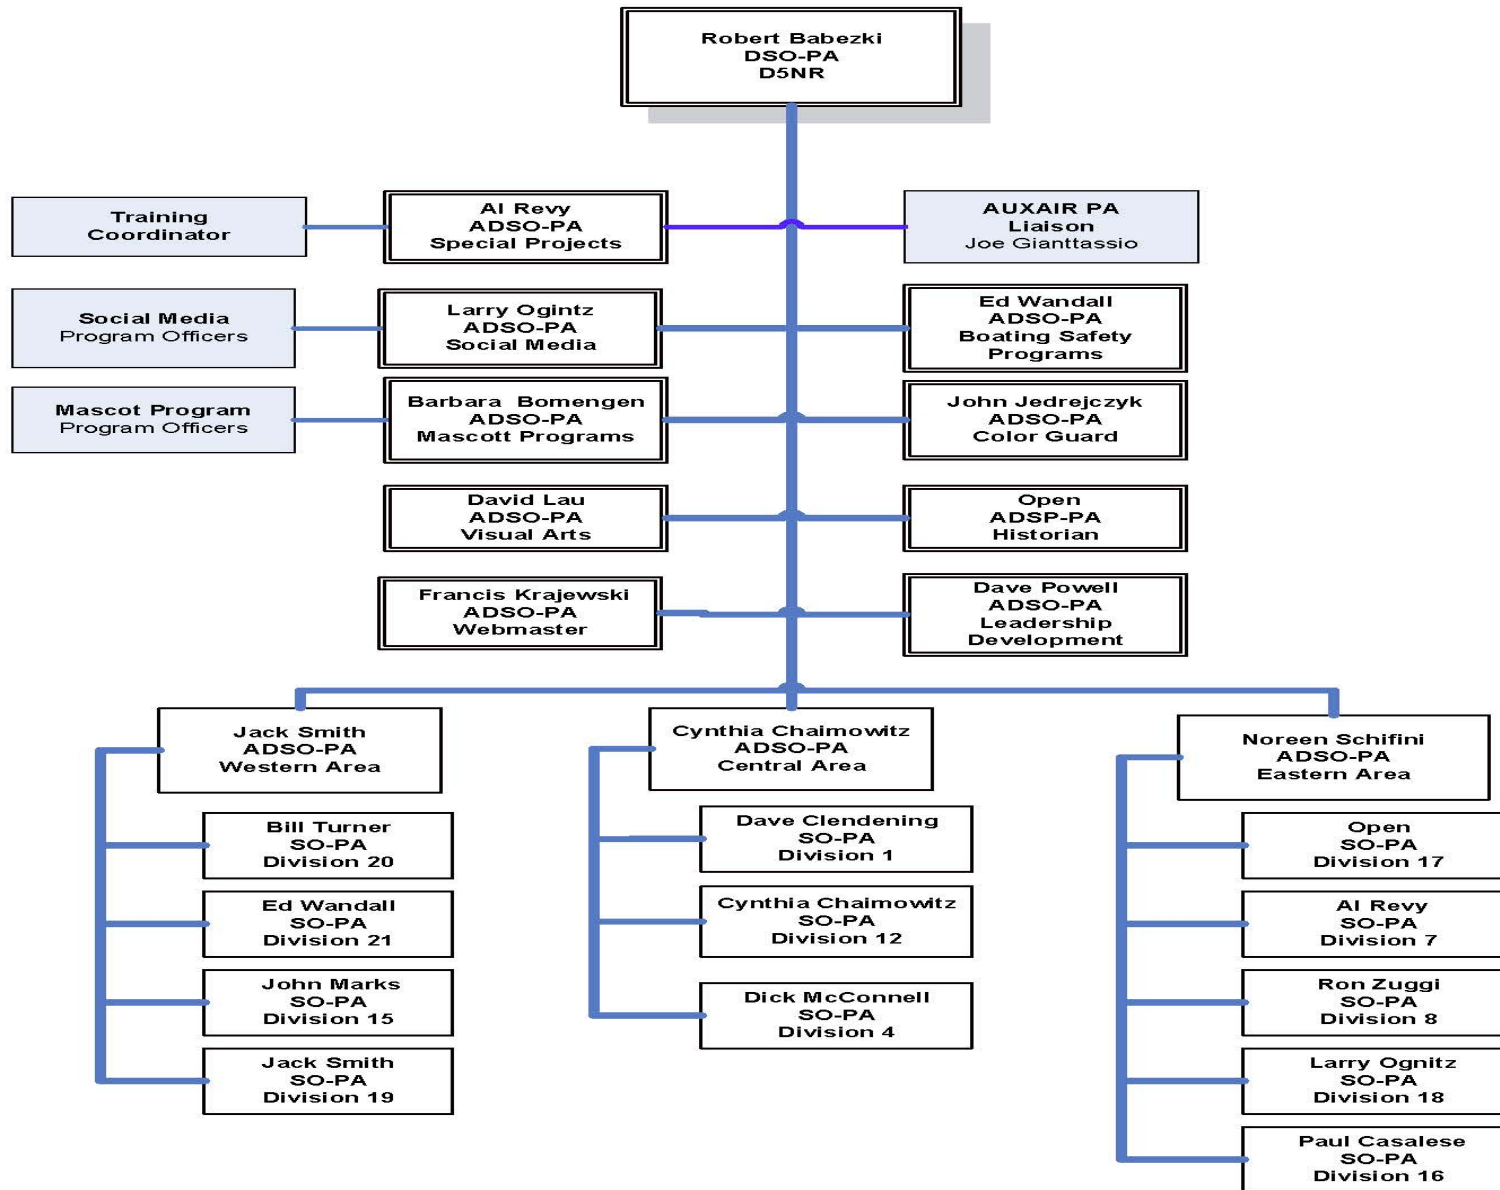 Robert Babezki
DSO-PA
D5NR
Training
Coordinator
Al Revy
ADSO-PA
Special Projects
AUXAIR PA
Liaison
Joe Gianttassio
Social Media
Program Officers
Larry Ogintz
ADSO-PA
Social Media
Ed Wandall
ADSO-PA
Boating Safety
Programs
Mascot Program
Program Officers
Barbara Bomengen
ADSO-PA
Mascott Programs
John Jedrejczyk
ADSO-PA
Color Guard
David Lau
ADSO-PA
Visual Arts
Open
ADSP-PA
Historian
Francis Krajewski
ADSO-PA
Webmaster
Dave Powell
ADSO-PA
Leadership
Development
Jack Smith
ADSO-PA
Western Area
Bill Turner
SO-PA
Division 20
Ed Wandall
SO-PA
Division 21
John Marks
SO-PA
Division 15
Jack Smith
SO-PA
Division 19
Cynthia Chaimowitz
ADSO-PA
Central Area
Dave Clendening
SO-PA
Division 1
Cynthia Chaimowitz
SO-PA
Division 12
Dick McConnell
SO-PA
Division 4
Noreen Schifini
ADSO-PA
Eastern Area
Open
SO-PA
Division 17
Al Revy
SO-PA
Division 7
Ron Zuggi
SO-PA
Division 8
Larry Ognitz
SO-PA
Division 18
Paul Casalese
SO-PA
Division 16